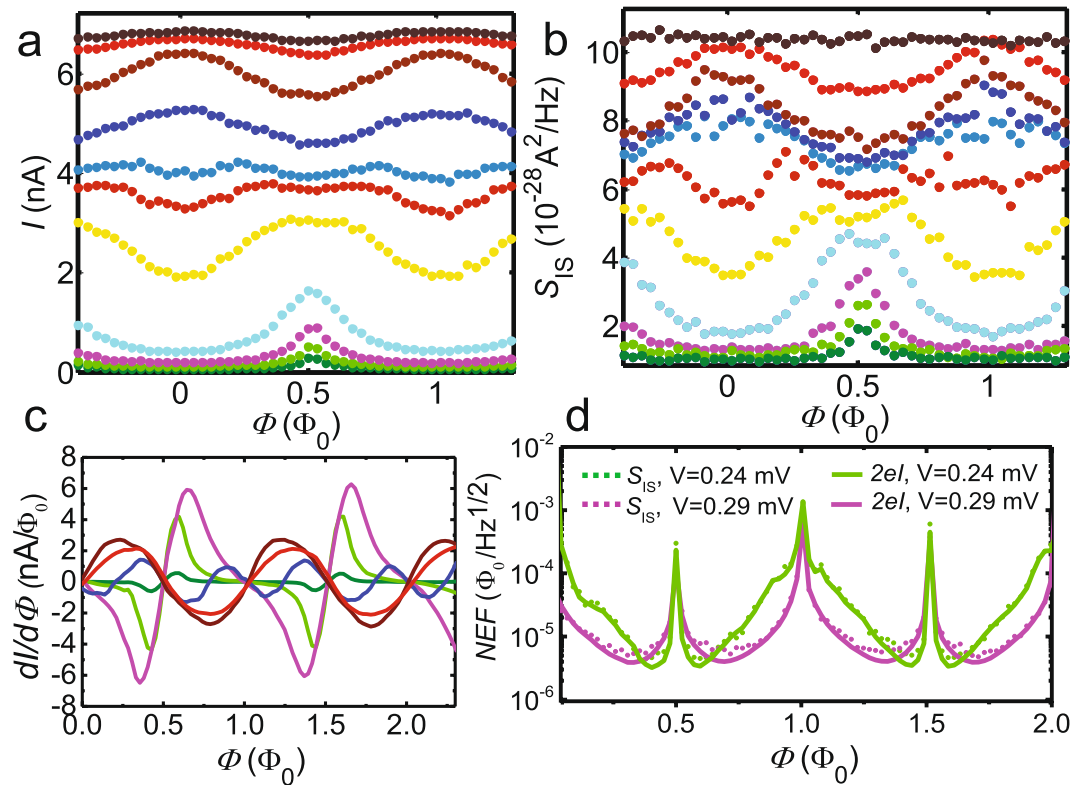 a
I (nA)
6
4
2
0
0
0.5
1
Φ (Φ₀)
b
S_IS (10⁻²⁸A²/Hz)
10
8
6
4
2
0
0.5
1
Φ (Φ₀)
c
dI/dΦ (nA/Φ₀)
8
6
4
2
0
-2
-4
-6
-8
0.0
0.5
1.0
1.5
2.0
Φ (Φ₀)
d
NEF (Φ₀/Hz^1/2)
10⁻²
10⁻³
10⁻⁴
10⁻⁵
10⁻⁶
S_IS, V=0.24 mV
S_IS, V=0.29 mV
2eI, V=0.24 mV
2eI, V=0.29 mV
0.5
1.0
1.5
2.0
Φ (Φ₀)